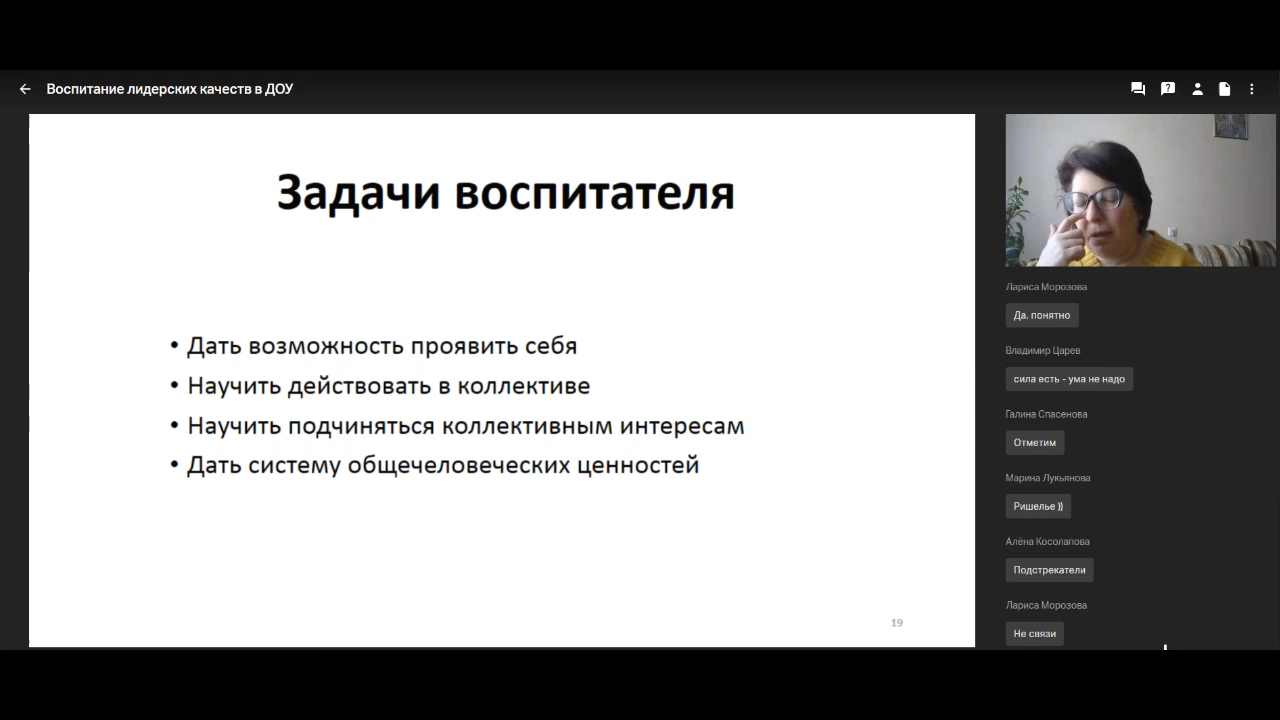 Воспитание лидерских качеств в ДОУ
Задачи воспитателя
• Дать возможность проявить себя
• Научить действовать в коллективе
• Научить подчиняться коллективным интересам
• Дать систему общечеловеческих ценностей
19
Лариса Морозова
Да, понятно
Владимир Царев
сила есть - ума не надо
Галина Спасенова
Отметим
Марина Лукьянова
Ришелье ))
Алёна Косолапова
Подстрекатели
Лариса Морозова
Не связи